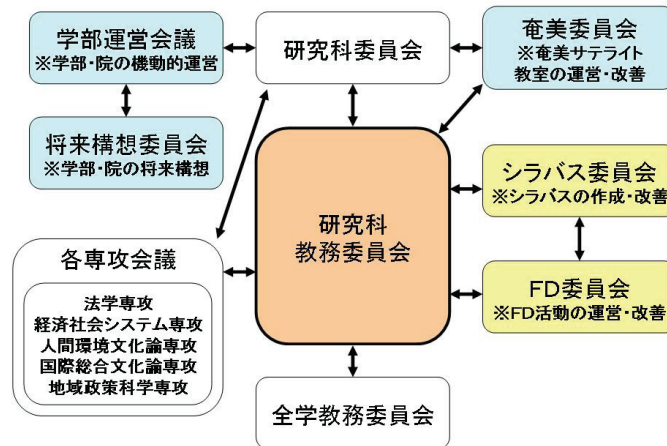 学部運営会議
※学部・院の機動的運営
研究科委員会
奄美委員会
※奄美サテライト
教室の運営・改善
将来構想委員会
※学部・院の将来構想
シラバス委員会
※シラバスの作成・改善
研究科
教務委員会
各専攻会議
法学専攻
経済社会システム専攻
人間環境文化論専攻
国際総合文化論専攻
地域政策科学専攻
FD委員会
※FD活動の運営・改善
全学教務委員会